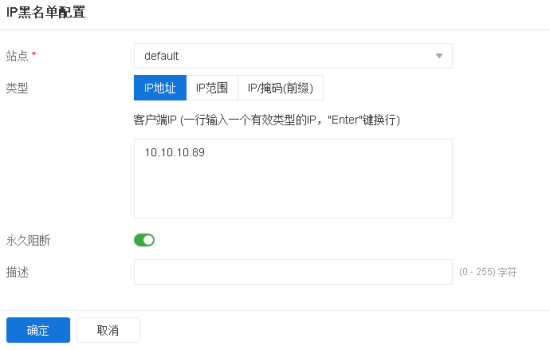 IP黑名单配置
站点 *
default
类型
IP地址 IP范围 IP/掩码(前缀)
客户端IP (一行输入一个有效类型的IP，"Enter"键换行)
10.10.10.89
永久阻断
描述
(0 - 255) 字符
确定 取消